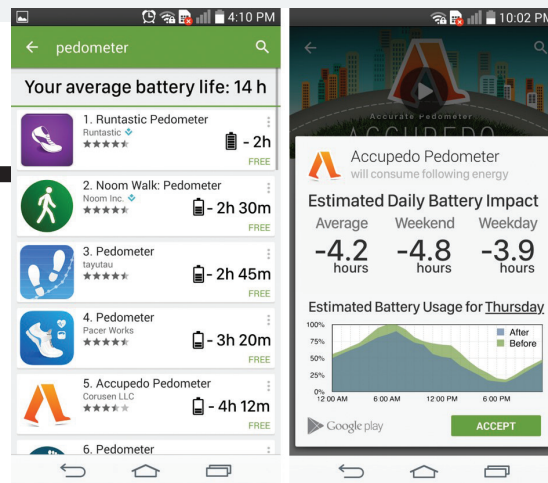 4:10 PM
pedometer
Your average battery life: 14 h
1. Runtastic Pedometer
Runtastic
- 2h
FREE
2. Noom Walk: Pedometer
Noom Inc.
- 2h 30m
FREE
3. Pedometer
tayutau
- 2h 45m
FREE
4. Pedometer
Pacer Works
- 3h 20m
FREE
5. Accupedo Pedometer
Corusen LLC
- 4h 12m
FREE
6. Pedometer
10:02 PM
Accurate Pedometer
ACCUPEDO
Accupedo Pedometer
will consume following energy
Estimated Daily Battery Impact
Average Weekend Weekday
-4.2 -4.8 -3.9
hours hours hours
Estimated Battery Usage for Thursday
100%
75%
50%
25%
0%
After
Before
12:00 AM 6:00 AM 12:00 PM 6:00 PM
Google play
ACCEPT